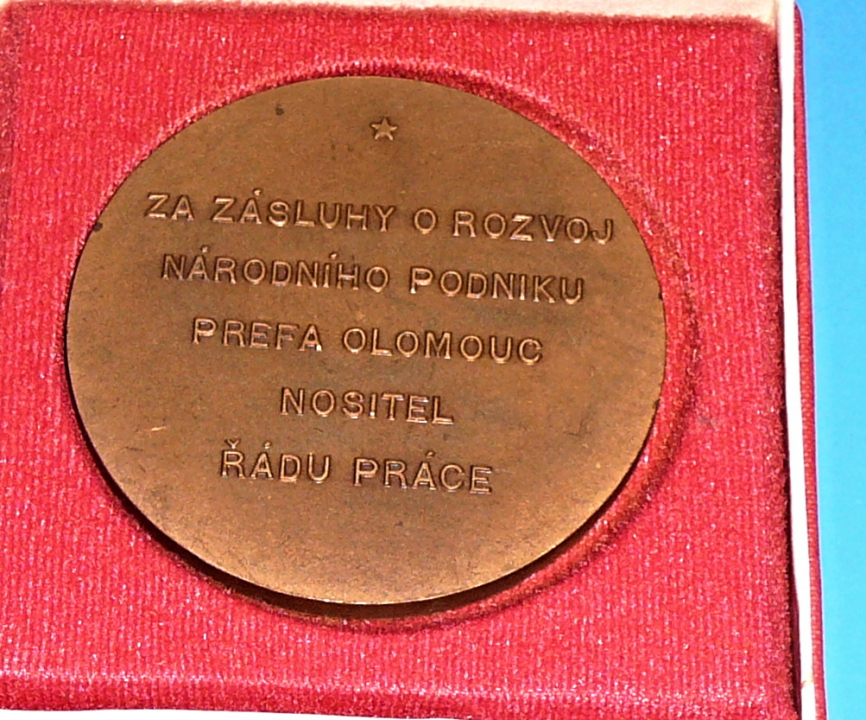 ZA ZÁSLUHY O ROZVOJ
NÁRODNÍHO PODNIKU
PREFA OLOMOUC
NOSITEL
ŘÁDU PRÁCE